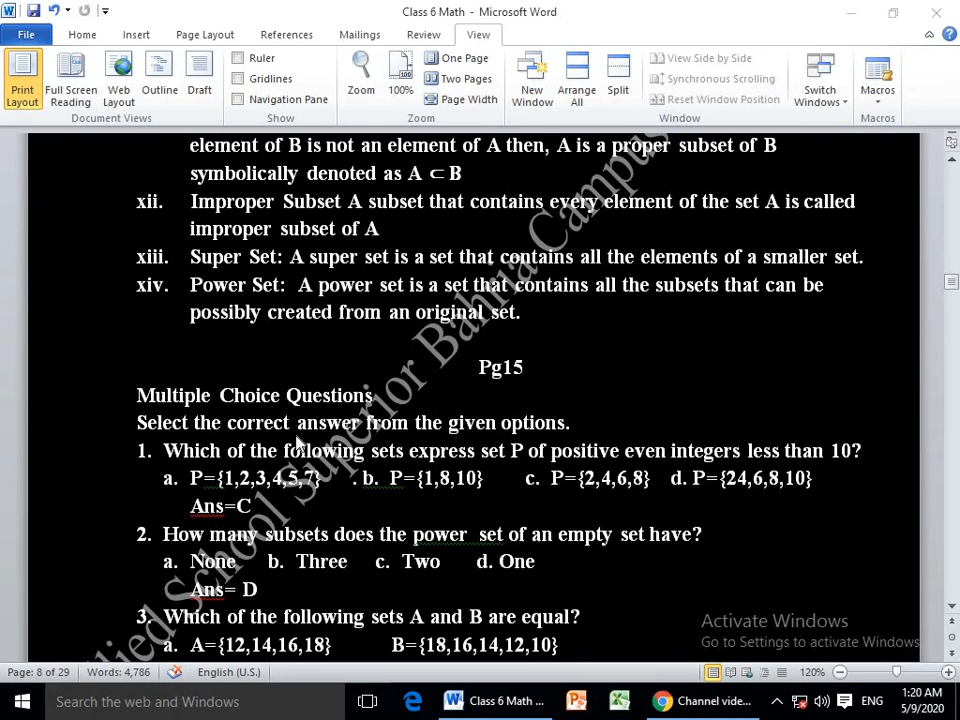 Class 6 Math - Microsoft Word
File Home Insert Page Layout References Mailings Review View
Print Layout
Full Screen Reading
Web Layout
Outline
Draft
Document Views
Ruler
Gridlines
Navigation Pane
Show
Zoom
100%
One Page
Two Pages
Page Width
Zoom
New Window
Arrange All
Split
View Side by Side
Synchronous Scrolling
Reset Window Position
Window
Switch Windows
Macros
Macros
element of B is not an element of A then, A is a proper subset of B
symbolically denoted as A ⊂ B
xii. Improper Subset A subset that contains every element of the set A is called
improper subset of A
xiii. Super Set: A super set is a set that contains all the elements of a smaller set.
xiv. Power Set: A power set is a set that contains all the subsets that can be
possibly created from an original set.
Pg15
Multiple Choice Questions
Select the correct answer from the given options.
1. Which of the following sets express set P of positive even integers less than 10?
a. P={1,2,3,4,5,7} . b. P={1,8,10} c. P={2,4,6,8} d. P={24,6,8,10}
Ans=C
2. How many subsets does the power set of an empty set have?
a. None b. Three c. Two d. One
Ans= D
3. Which of the following sets A and B are equal?
a. A={12,14,16,18} B={18,16,14,12,10}
llied School Superior Bahria Campus
Activate Windows
Go to Settings to activate Windows.
Page: 8 of 29 Words: 4,786 English (U.S.) 120%
Search the web and Windows
Class 6 Math ...
Channel vide...
ENG
1:20 AM
5/9/2020